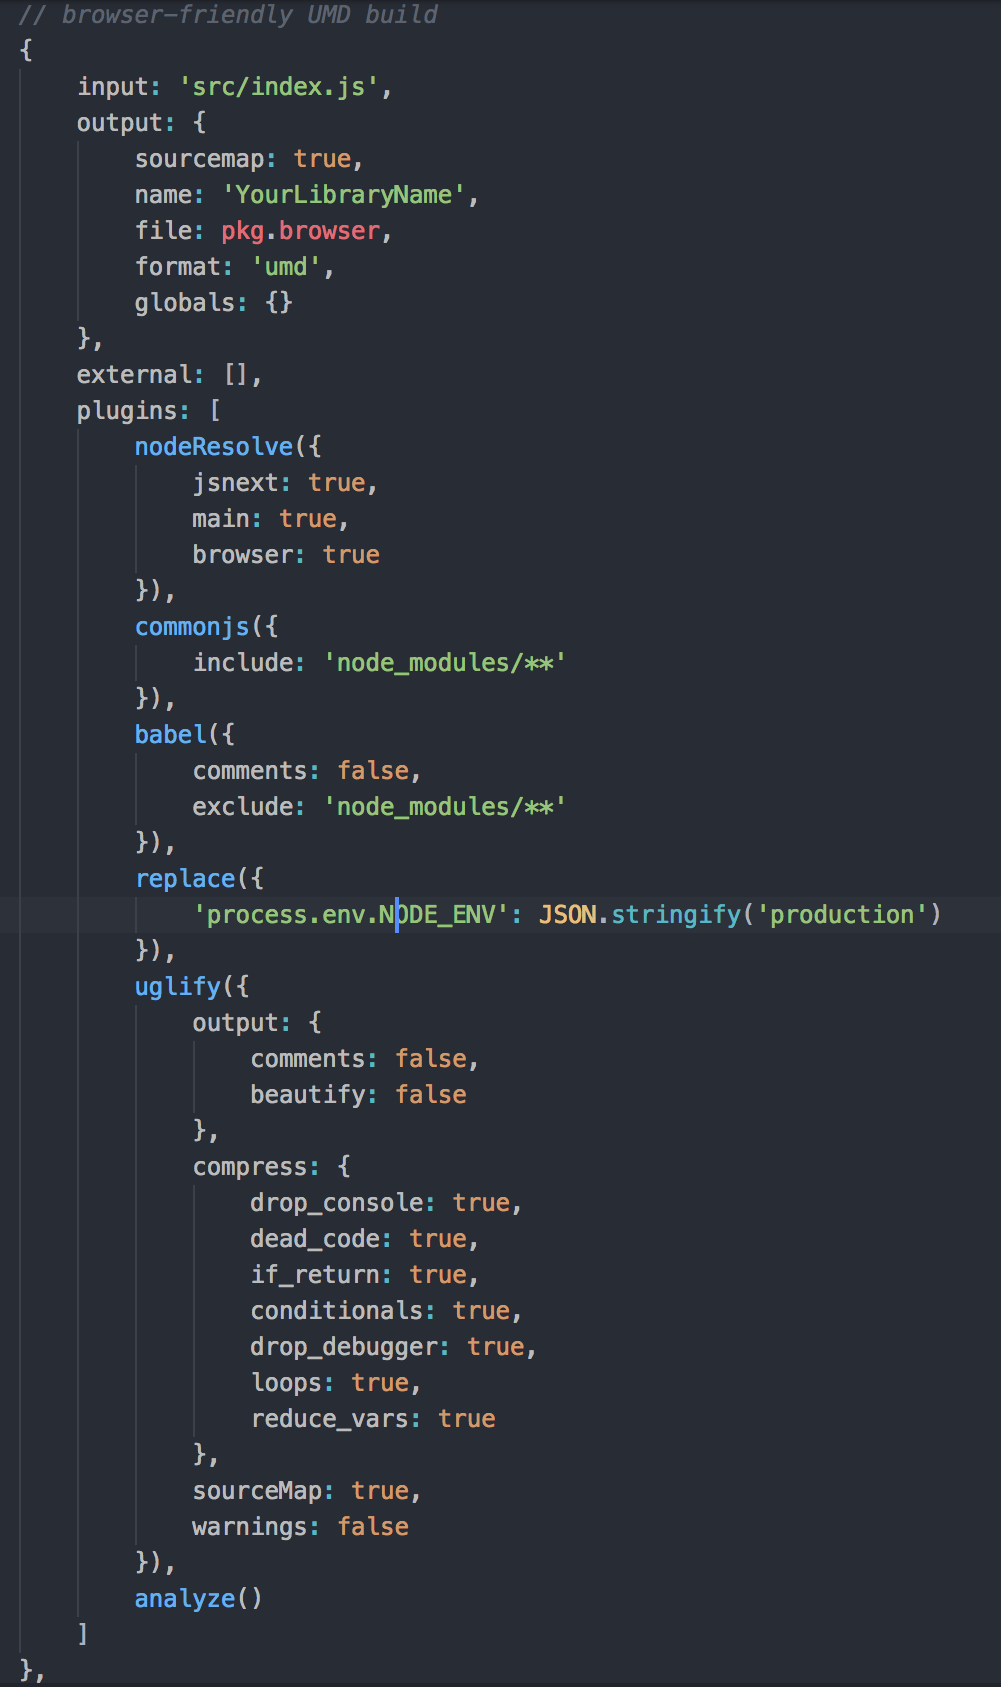 // browser-friendly UMD build
{
    input: 'src/index.js',
    output: {
        sourcemap: true,
        name: 'YourLibraryName',
        file: pkg.browser,
        format: 'umd',
        globals: {}
    },
    external: [],
    plugins: [
        nodeResolve({
            jsnext: true,
            main: true,
            browser: true
        }),
        commonjs({
            include: 'node_modules/**'
        }),
        babel({
            comments: false,
            exclude: 'node_modules/**'
        }),
        replace({
            'process.env.NODE_ENV': JSON.stringify('production')
        }),
        uglify({
            output: {
                comments: false,
                beautify: false
            },
            compress: {
                drop_console: true,
                dead_code: true,
                if_return: true,
                conditionals: true,
                drop_debugger: true,
                loops: true,
                reduce_vars: true
            },
            sourceMap: true,
            warnings: false
        }),
        analyze()
    ]
},